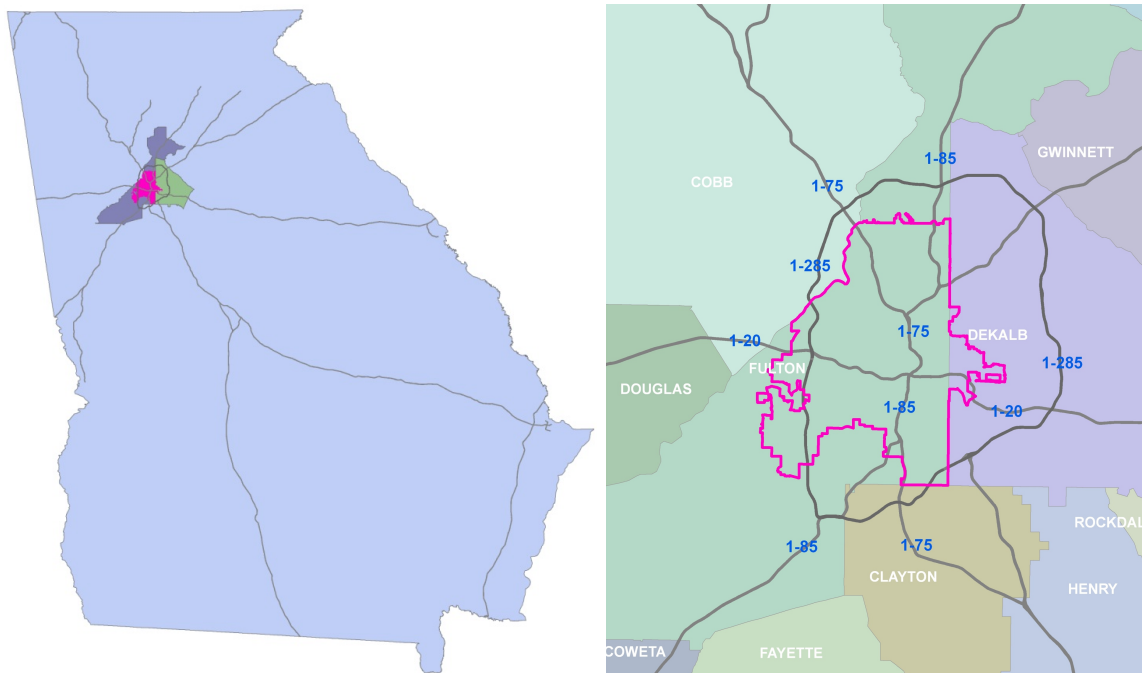 1-85
GWINNETT
COBB
1-75
1-285
1-75
DEKALB
1-20
FULTON
1-285
DOUGLAS
1-85
1-20
ROCKDAL
1-85
1-75
CLAYTON
HENRY
COWETA
FAYETTE